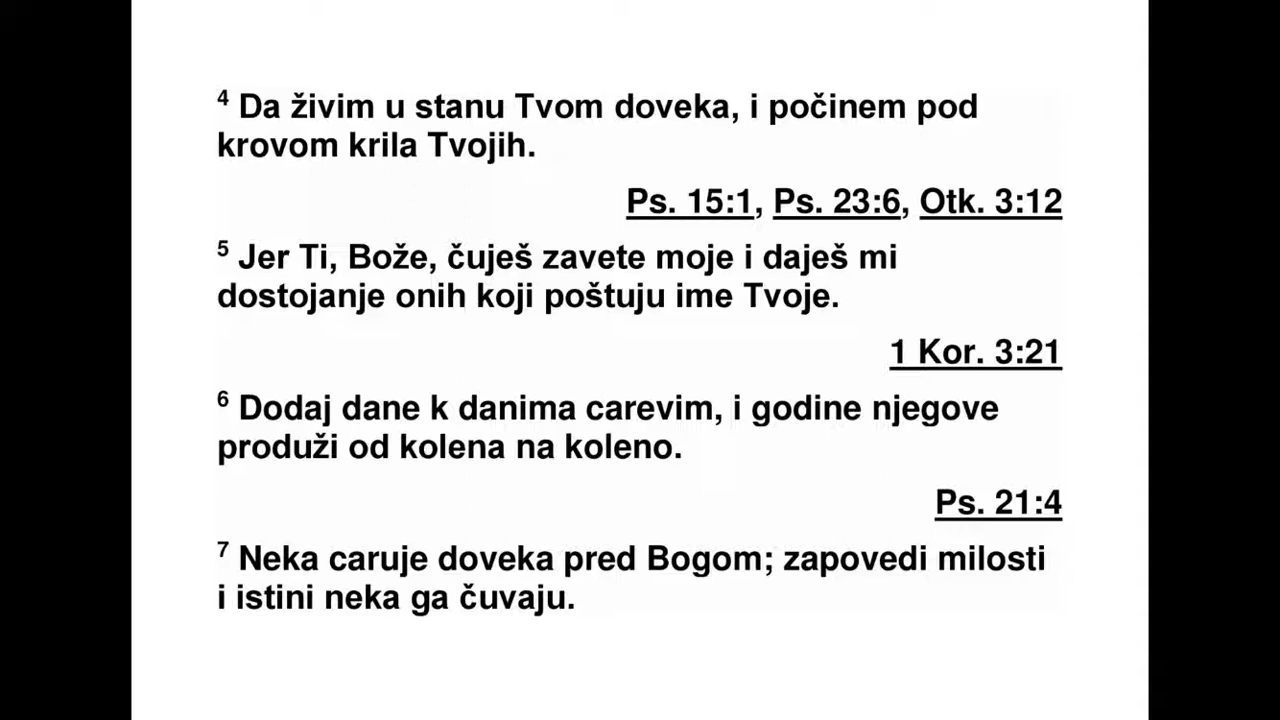 4 Da živim u stanu Tvom doveka, i počinem pod
krovom krila Tvojih.
Ps. 15:1, Ps. 23:6, Otk. 3:12
5 Jer Ti, Bože, čuješ zavete moje i daješ mi
dostojanje onih koji poštuju ime Tvoje.
1 Kor. 3:21
6 Dodaj dane k danima carevim, i godine njegove
produži od kolena na koleno.
Ps. 21:4
7 Neka caruje doveka pred Bogom; zapovedi milosti
i istini neka ga čuvaju.